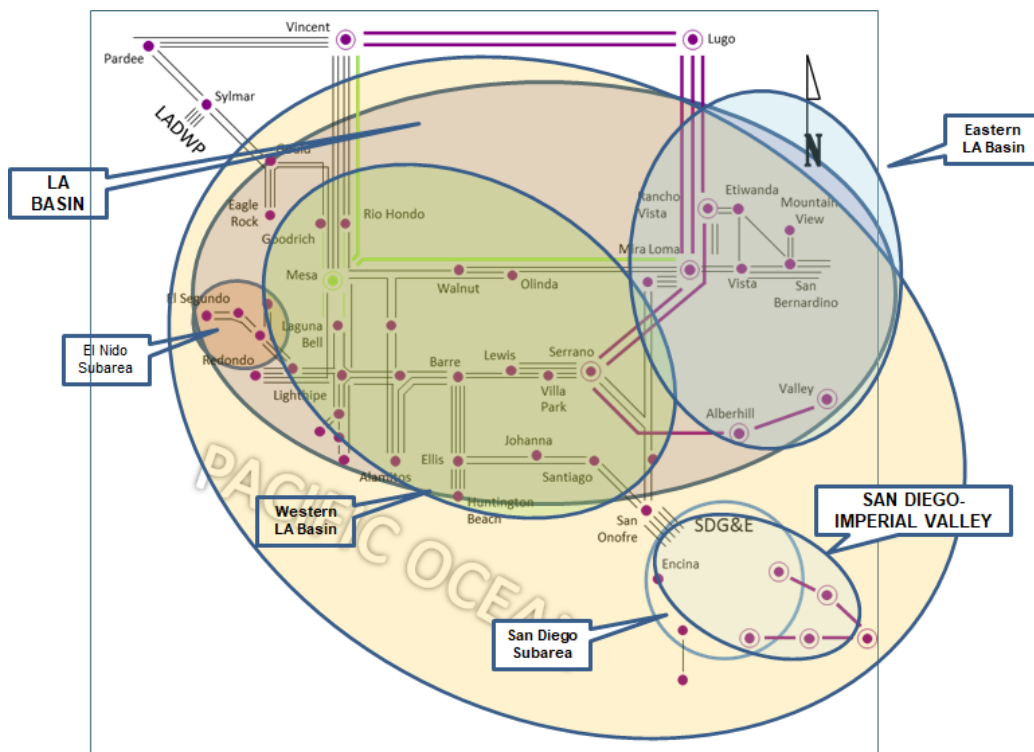 Vincent
Lugo
Pardee
Sylmar
LADWP
Eastern
LA Basin
N
LA
BASIN
Gould
Eagle
Rock
Goodrich
Rio Hondo
Rancho
Vista
Etiwanda
Mountain
View
Mira Loma
Mesa
Walnut
Olinda
Vista
San
Bernardino
El Segundo
Laguna
Bell
El Nido
Subarea
Redondo
Lighthipe
Barre
Lewis
Serrano
Villa
Park
Valley
Alberhill
Johanna
Ellis
Santiago
Alamitos
PACIFIC OCEAN
Western
LA Basin
Huntington
Beach
San
Onofre
SDG&E
SAN DIEGO-
IMPERIAL VALLEY
Encina
San Diego
Subarea